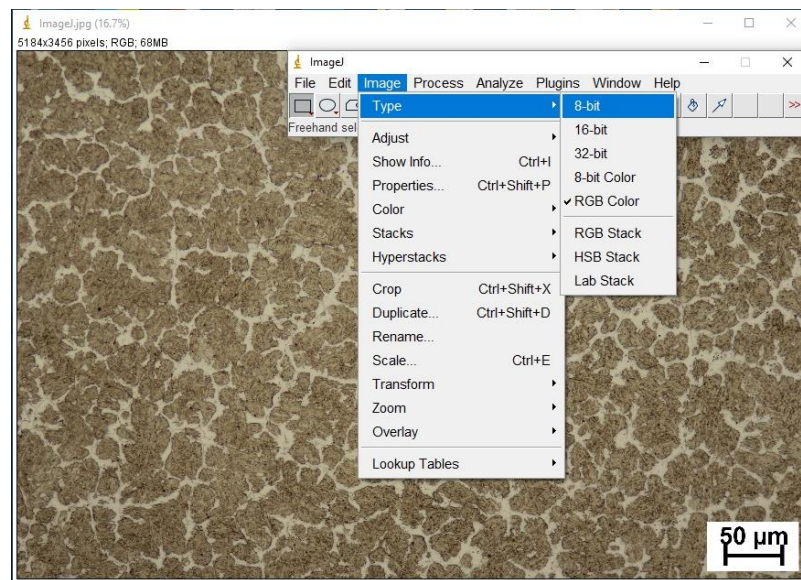 ImageJ.jpg (16.7%)
5184x3456 pixels; RGB; 68MB
ImageJ
File Edit Image Process Analyze Plugins Window Help
>>
Freehand sel
Type
Adjust
Show Info... Ctrl+I
Properties... Ctrl+Shift+P
Color
Stacks
Hyperstacks
Crop Ctrl+Shift+X
Duplicate... Ctrl+Shift+D
Rename...
Scale... Ctrl+E
Transform
Zoom
Overlay
Lookup Tables
8-bit
16-bit
32-bit
8-bit Color
RGB Color
RGB Stack
HSB Stack
Lab Stack
50 µm